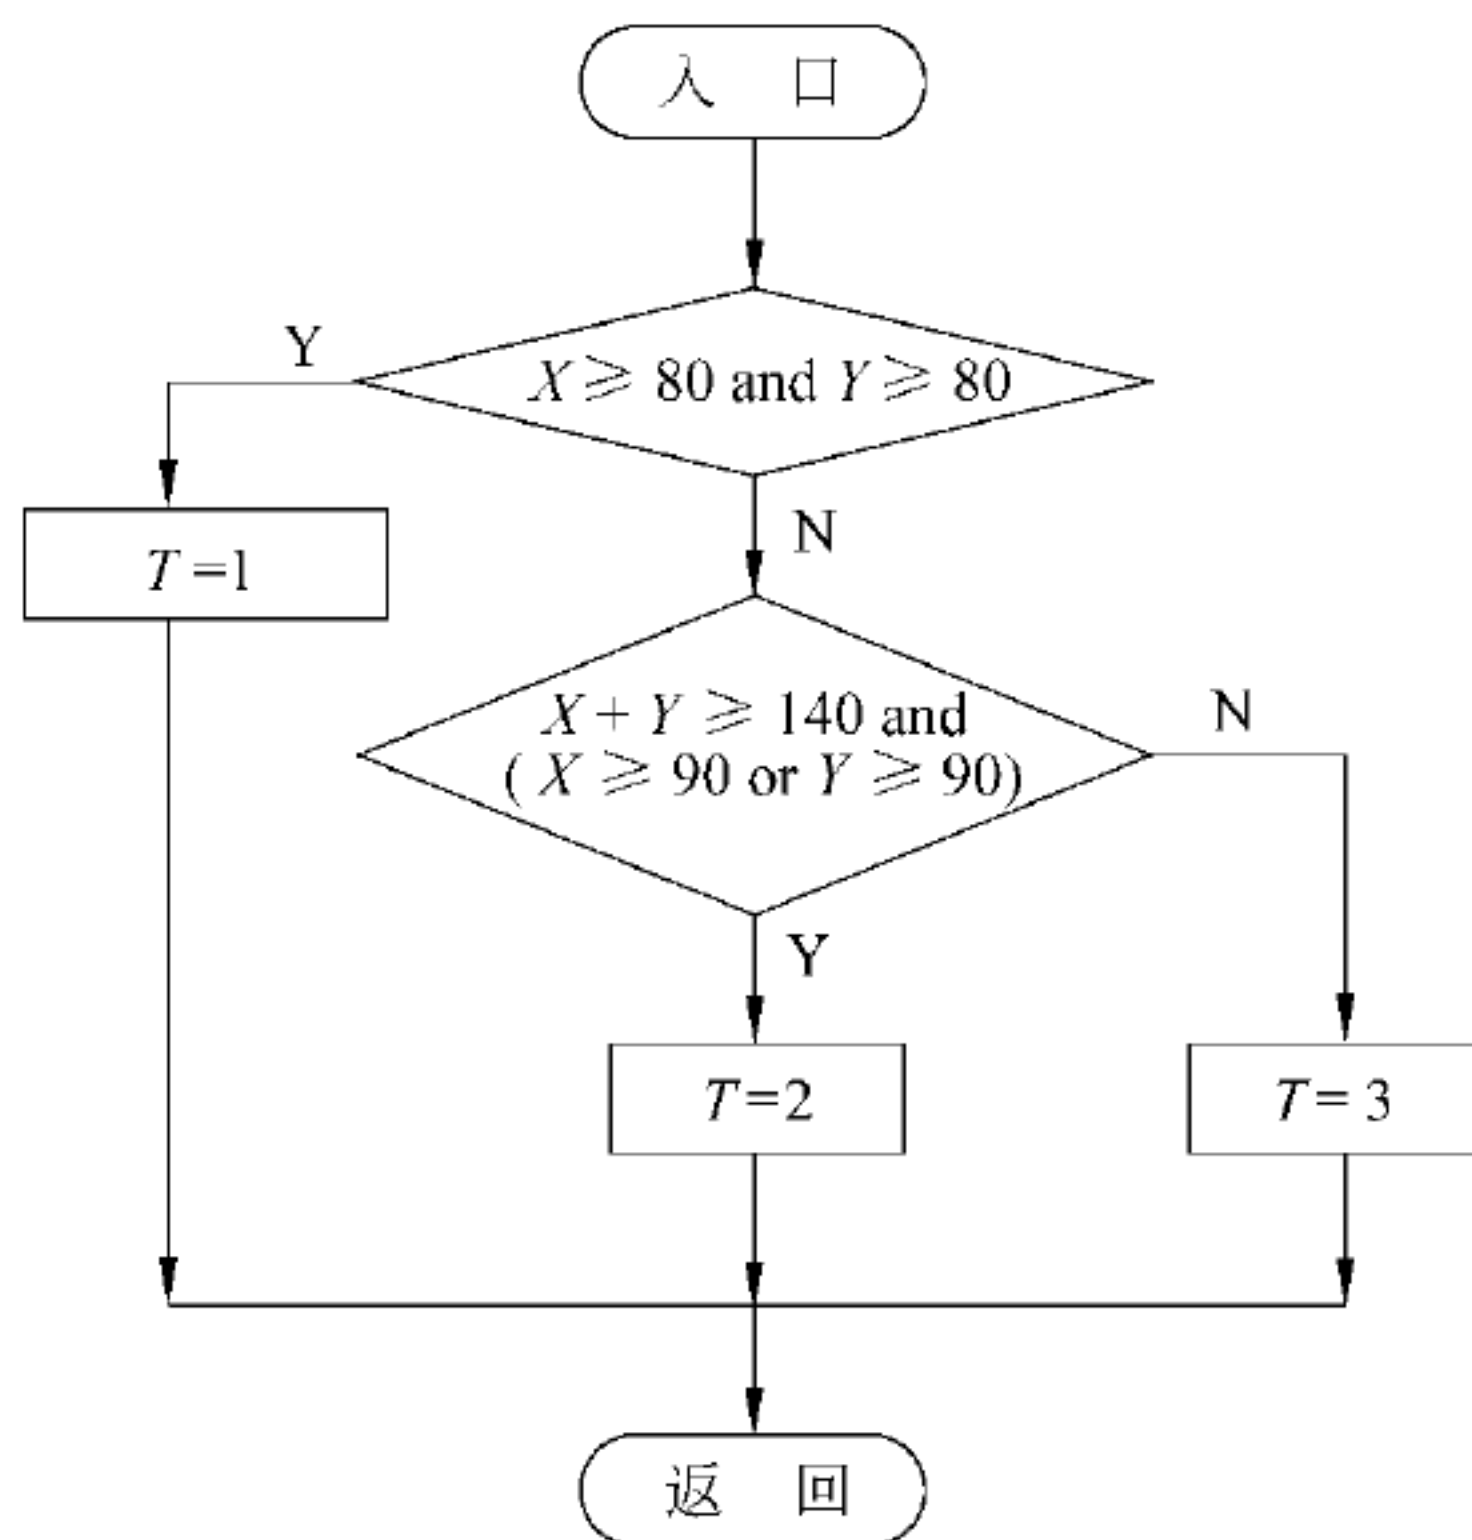 入 口
Y
X ⩾ 80 and Y ⩾ 80
T =1
N
X + Y ⩾ 140 and
( X ⩾ 90 or Y ⩾ 90)
N
Y
T=2
T= 3
返 回